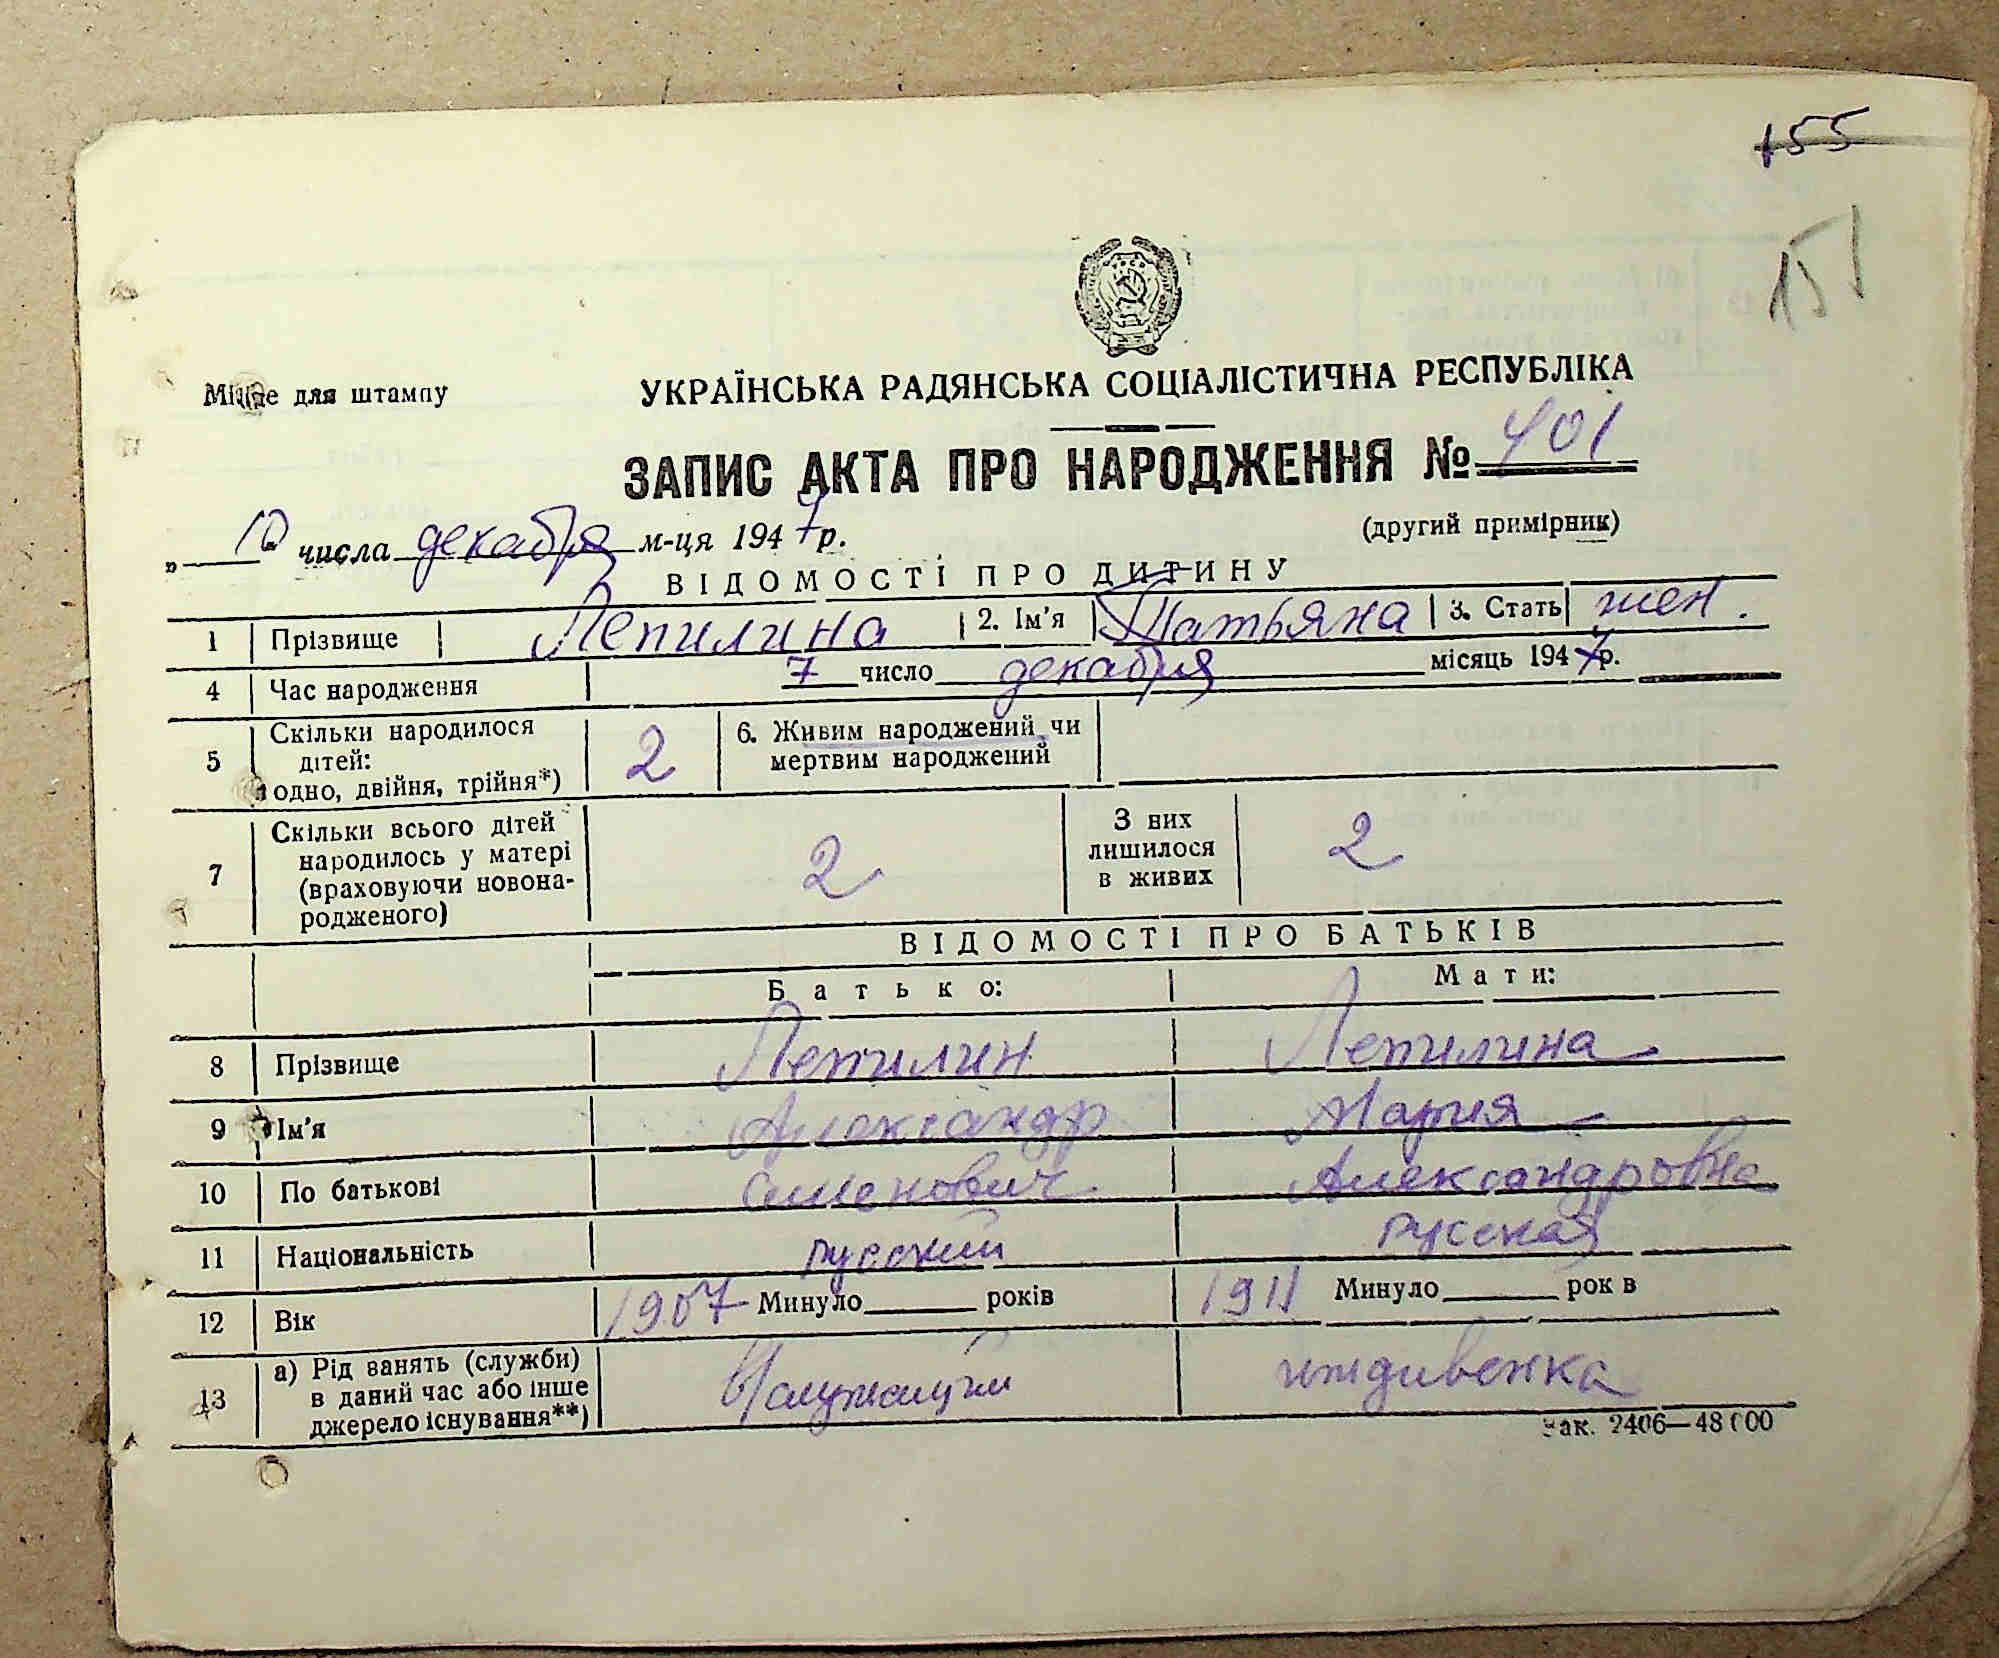 155
151
Місце для штампу
УКРАЇНСЬКА РАДЯНСЬКА СОЦІАЛІСТИЧНА РЕСПУБЛІКА
ЗАПИС АКТА ПРО НАРОДЖЕННЯ № 401
„ 10 числа декабря м-ця 1947 р. (другий примірник)
ВІДОМОСТІ ПРО ДИТИНУ
1 Прізвище Лепилина 2. Ім'я Татьяна 3. Стать жен.
4 Час народження 7 число декабря місяць 1947 р.
5 Скільки народилося дітей: одно, двійня, трійня*) 2 6. Живим народжений чи мертвим народжений
7 Скільки всього дітей народилось у матері (враховуючи новонародженого) 2 З них лишилося в живих 2
ВІДОМОСТІ ПРО БАТЬКІВ
Батько: Мати:
8 Прізвище Лепилин Лепилина
9 Ім'я Александр Мария
10 По батькові Семенович Александровна
11 Національність русский русская
12 Вік 1907 Минуло років 1911 Минуло рок в
13 а) Рід занять (служби) в даний час або інше джерело існування**) иждивенка
Зак. 2406—48000